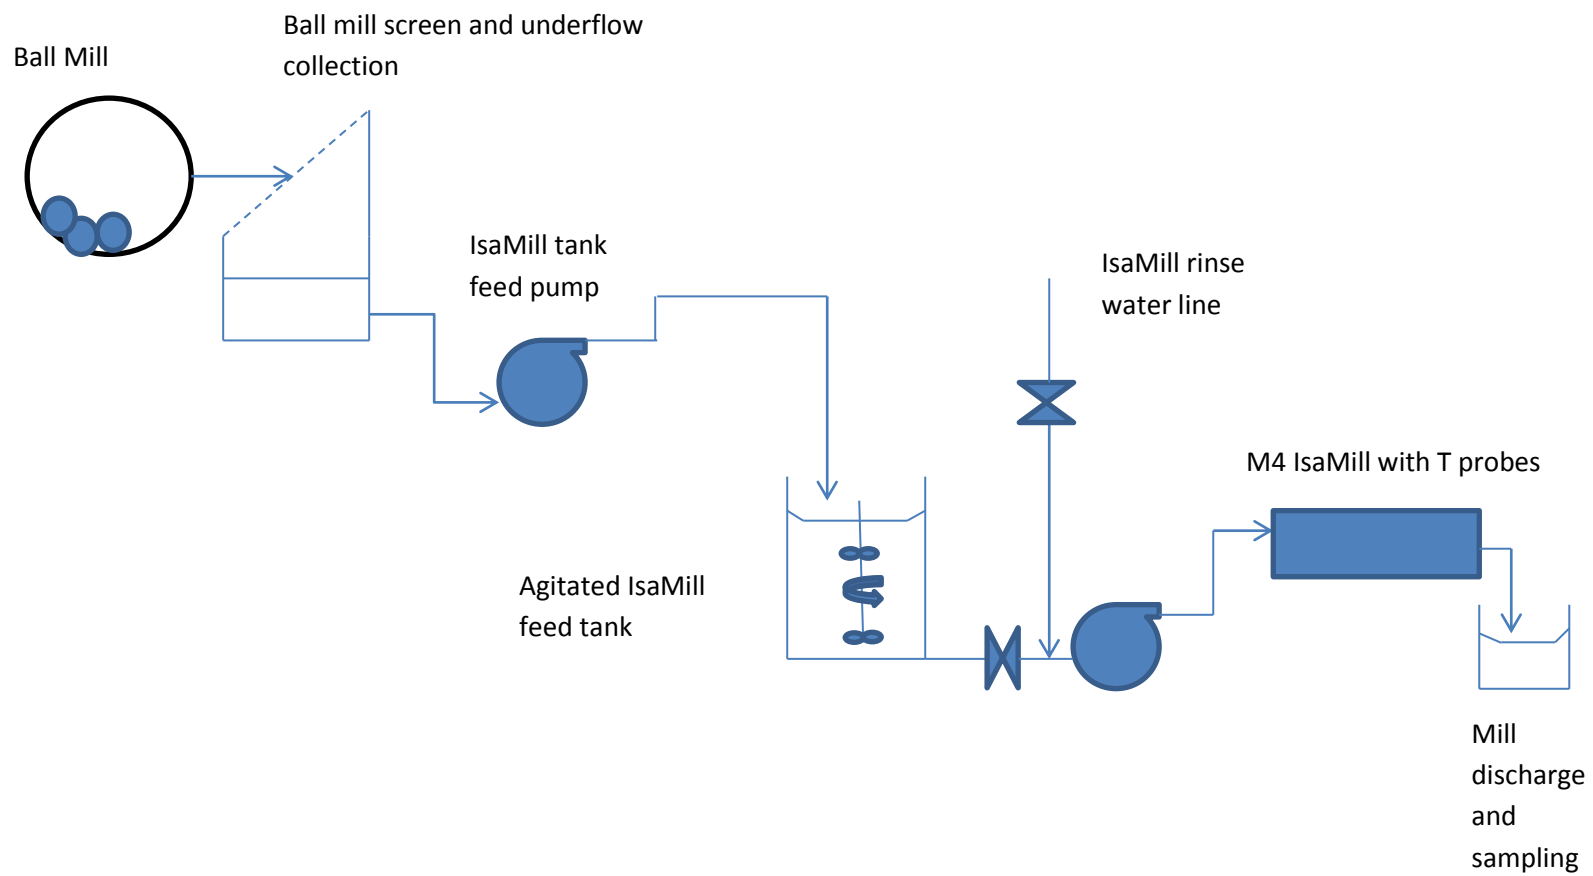 Ball mill screen and underflow
collection
Ball Mill
IsaMill tank
feed pump
IsaMill rinse
water line
M4 IsaMill with T probes
Agitated IsaMill
feed tank
Mill
discharge
and
sampling